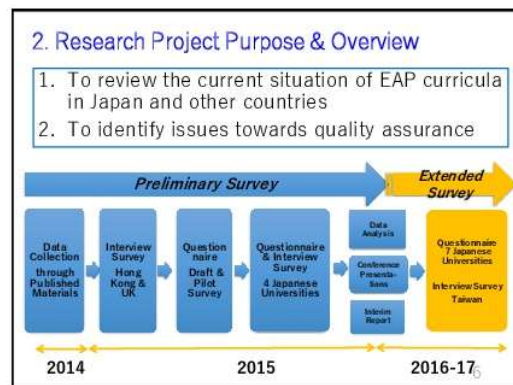 2. Research Project Purpose & Overview
1. To review the current situation of EAP curricula
in Japan and other countries
2. To identify issues towards quality assurance
Preliminary Survey
Extended
Survey
Data
Collection
through
Published
Materials
Interview
Survey
Hong
Kong &
UK
Question
naire
Draft &
Pilot
Survey
Questionnaire
& Interview
Survey
4 Japanese
Universities
Data
Analysis
Conference
Presenta-
tions
Interim
Report
Questionnaire
7 Japanese
Universities
Interview Survey
Taiwan
2014
2015
2016-17
6